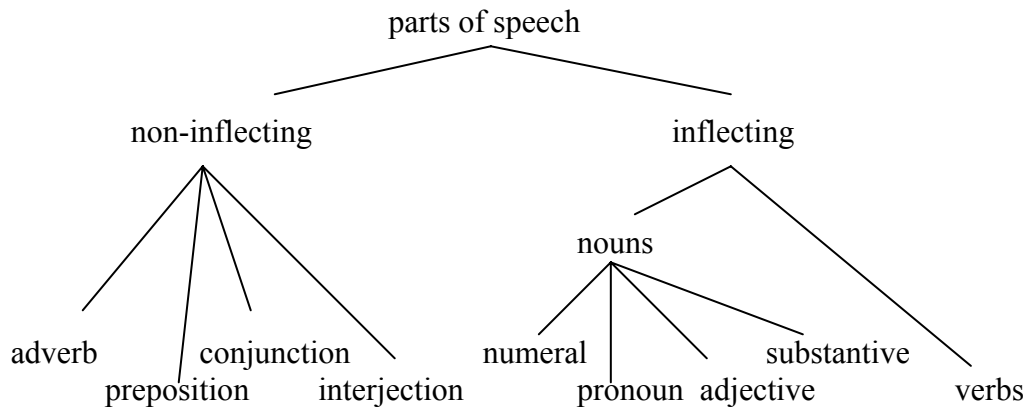 parts of speech
non-inflecting inflecting
nouns
adverb conjunction numeral substantive
preposition interjection pronoun adjective verbs